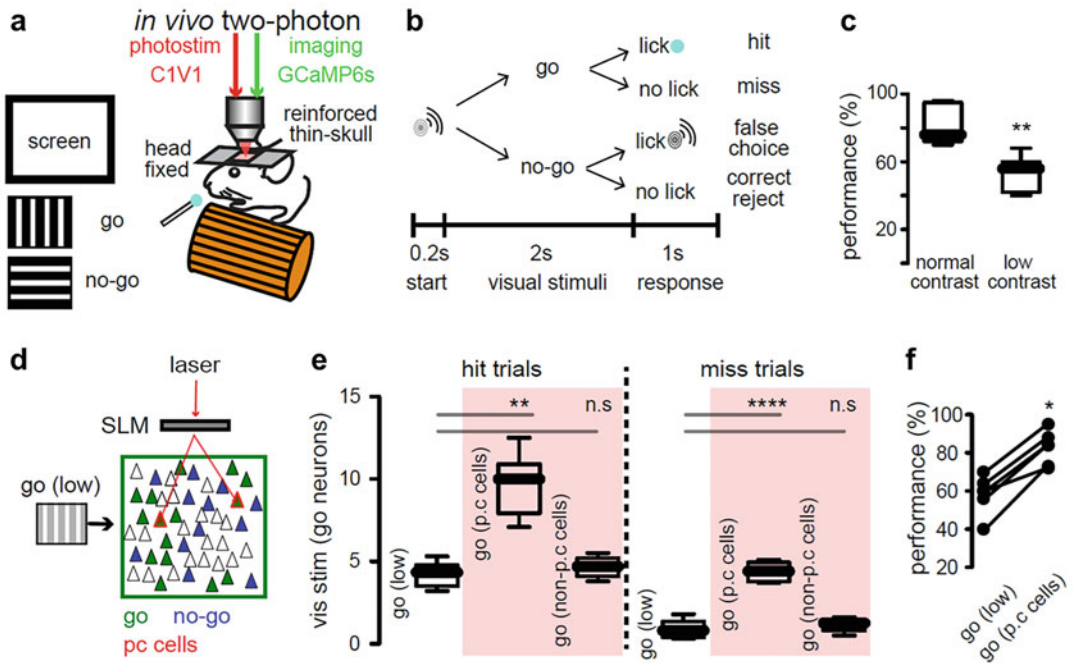 a
in vivo two-photon
photostim
C1V1
imaging
GCaMP6s
reinforced
thin-skull
head
fixed
screen
go
no-go
b
go
no-go
lick
no lick
lick
no lick
hit
miss
false
choice
correct
reject
0.2s
2s
1s
start
visual stimuli
response
c
performance (%)
100
60
20
**
normal
contrast
low
contrast
d
laser
SLM
go (low)
go no-go
pc cells
e
hit trials
miss trials
vis stim (go neurons)
15
10
5
0
**
n.s
****
n.s
go (low)
go (p.c cells)
go (non-p.c cells)
go (low)
go (p.c cells)
go (non-p.c cells)
f
performance (%)
100
80
60
40
20
*
go (low)
go (p.c cells)